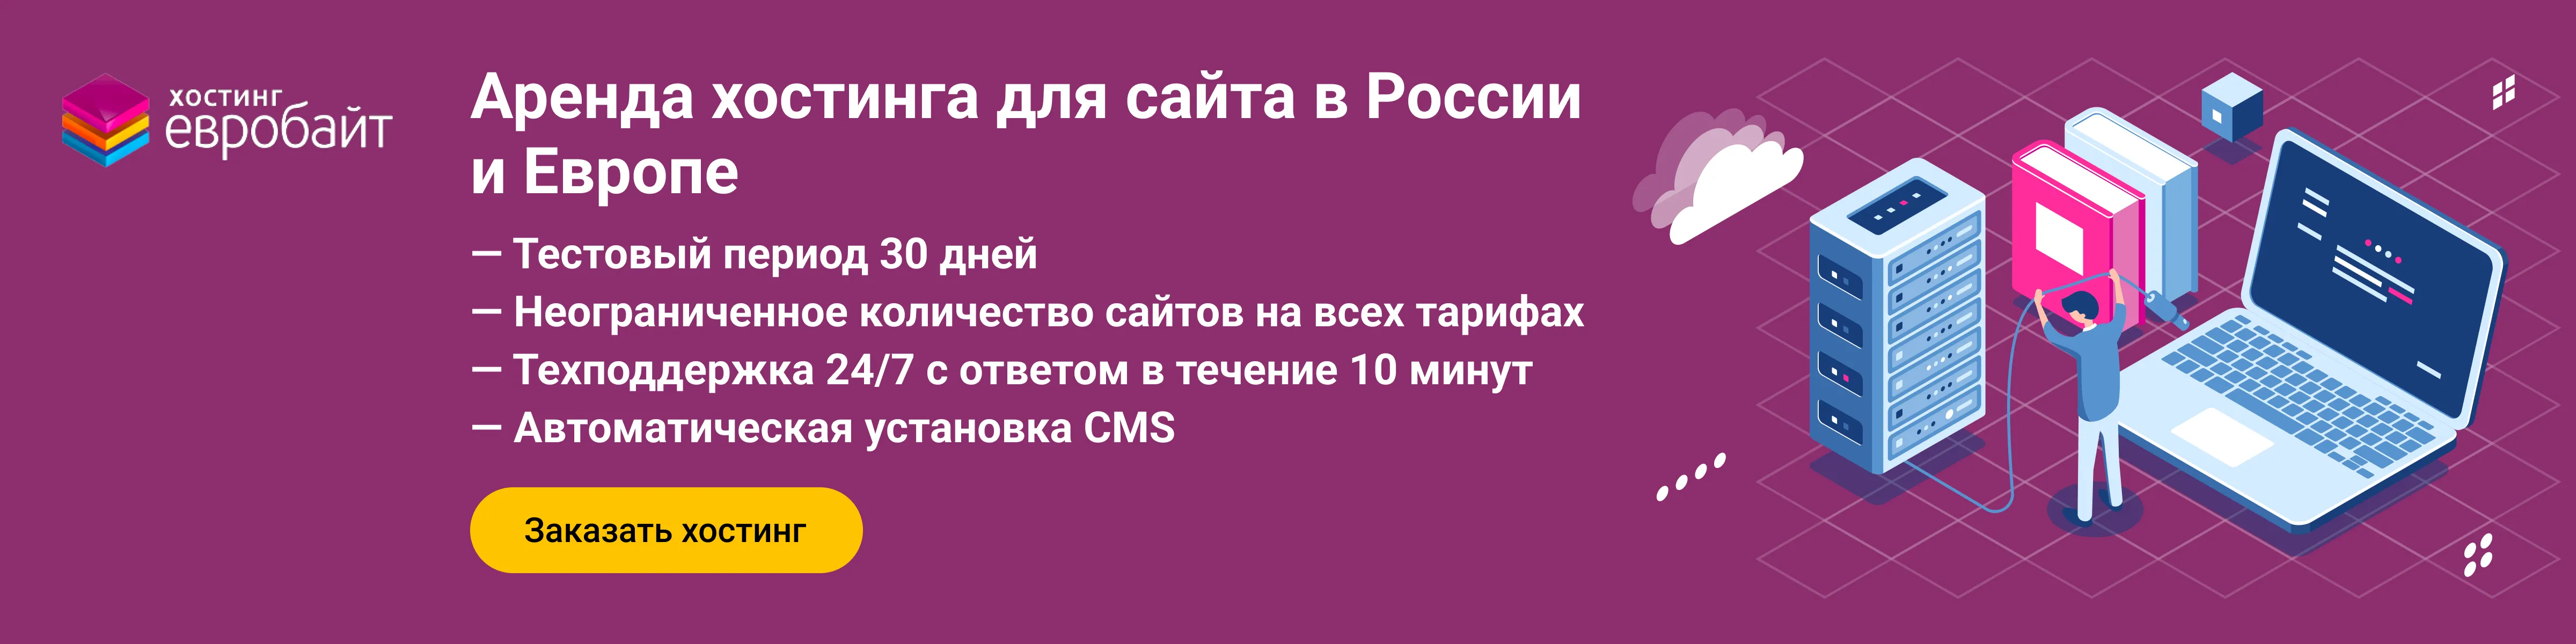 хостинг
евробайт
Аренда хостинга для сайта в России
и Европе
— Тестовый период 30 дней
— Неограниченное количество сайтов на всех тарифах
— Техподдержка 24/7 с ответом в течение 10 минут
— Автоматическая установка CMS
Заказать хостинг